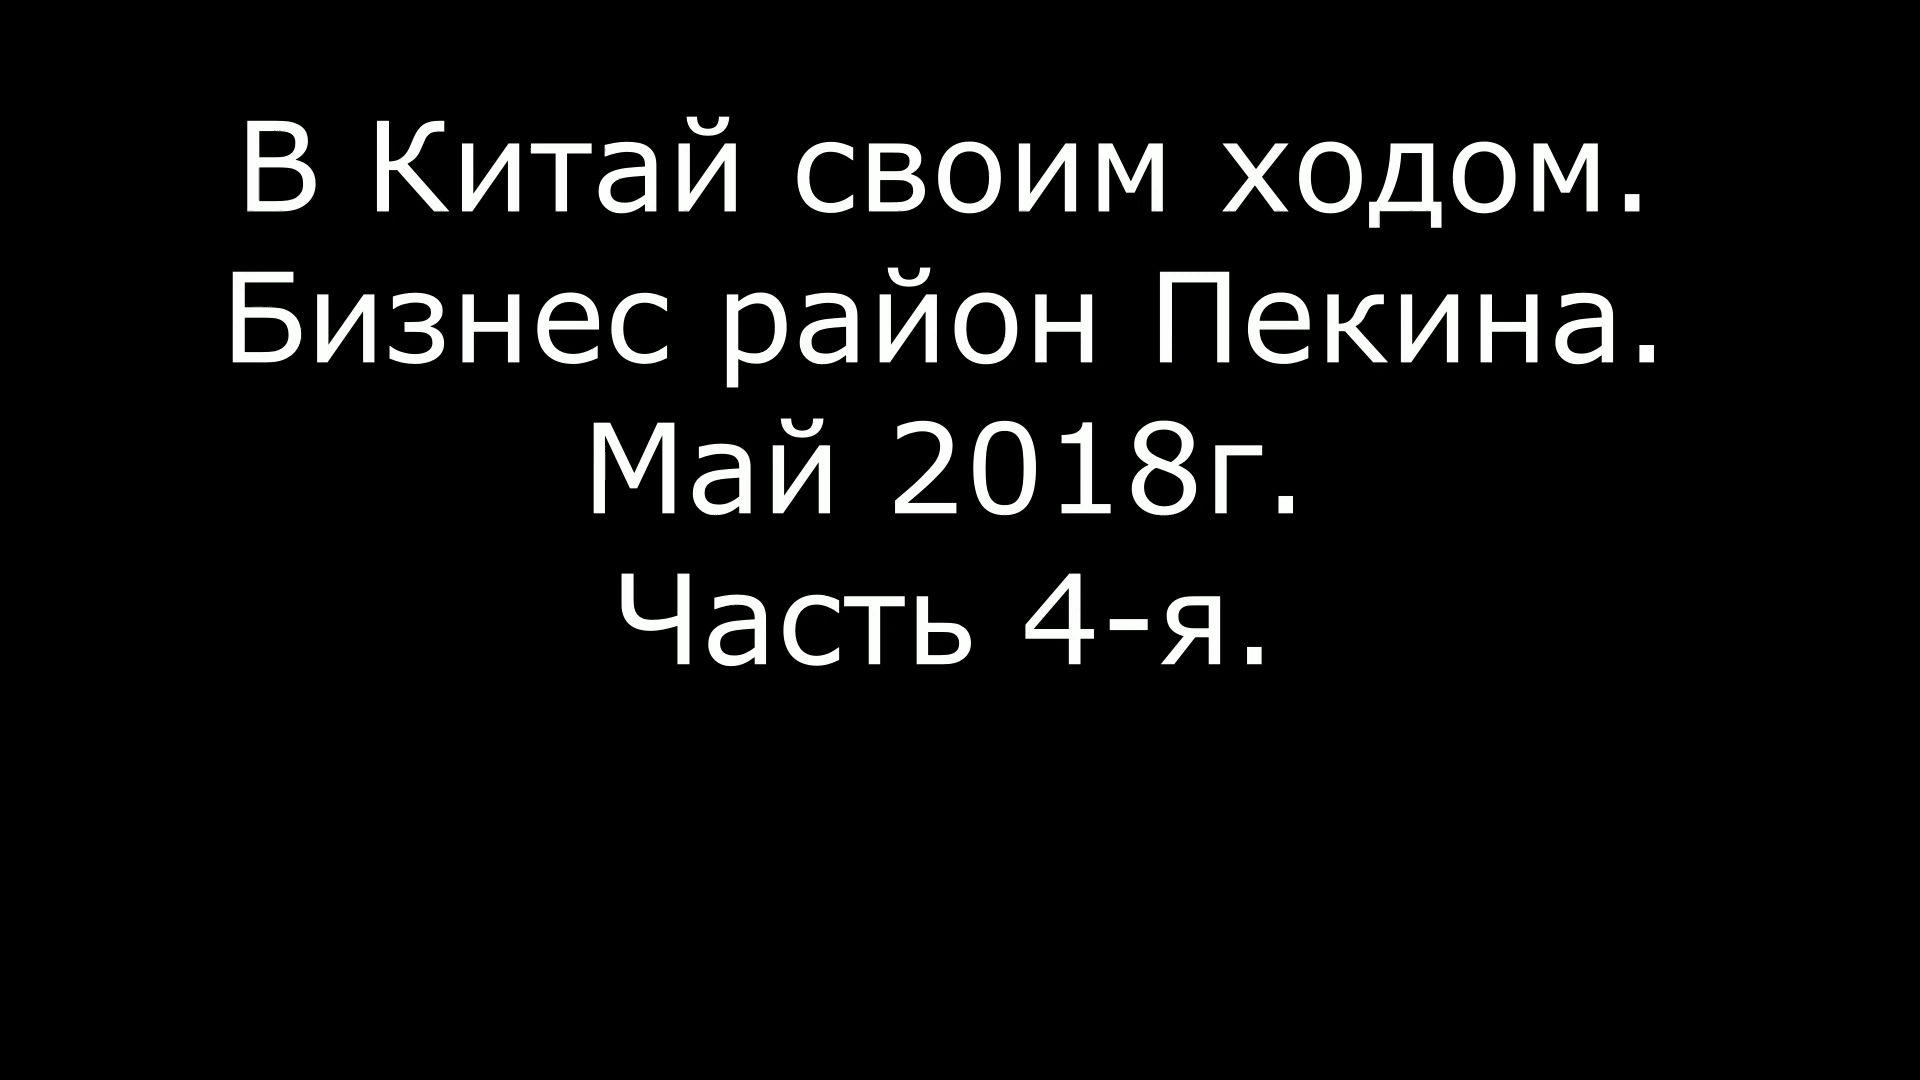 В Китай своим ходом.
Бизнес район Пекина.
Май 2018г.
Часть 4-я.